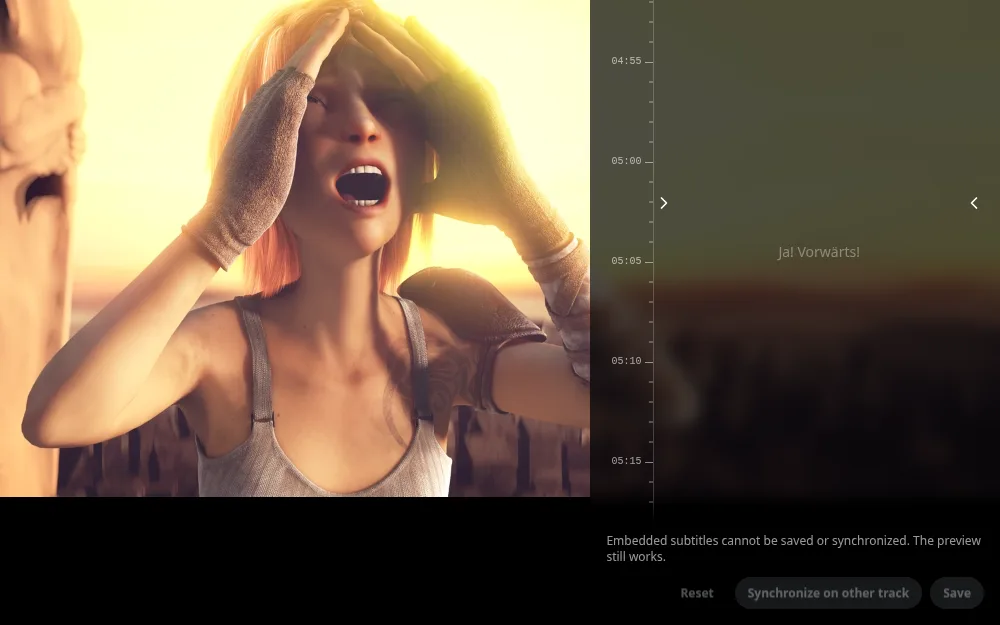 04:55
05:00
Ja! Vorwärts!
05:05
05:10
05:15
Embedded subtitles cannot be saved or synchronized. The preview
still works.
Reset
Synchronize on other track
Save